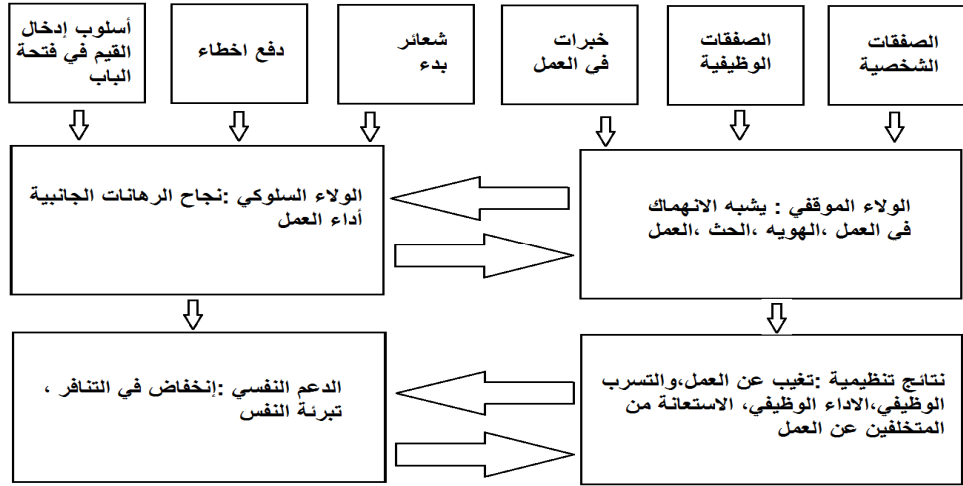 الصفقات
الشخصية
الصفقات
الوظيفية
خبرات
في العمل
شعائر
بدء
دفع اخطاء
أسلوب إدخال
القيم في فتحة
الباب
الولاء الموقفي : يشبه الانهماك
في العمل ،الهويه ،الحث ،العمل
الولاء السلوكي :نجاح الرهانات الجانبية
أداء العمل
نتائج تنظيمية :تغيب عن العمل،والتسرب
الوظيفي،الاداء الوظيفي، الاستعانة من
المتخلفين عن العمل
الدعم النفسي :إنخفاض في التنافر ،
تبرئة النفس